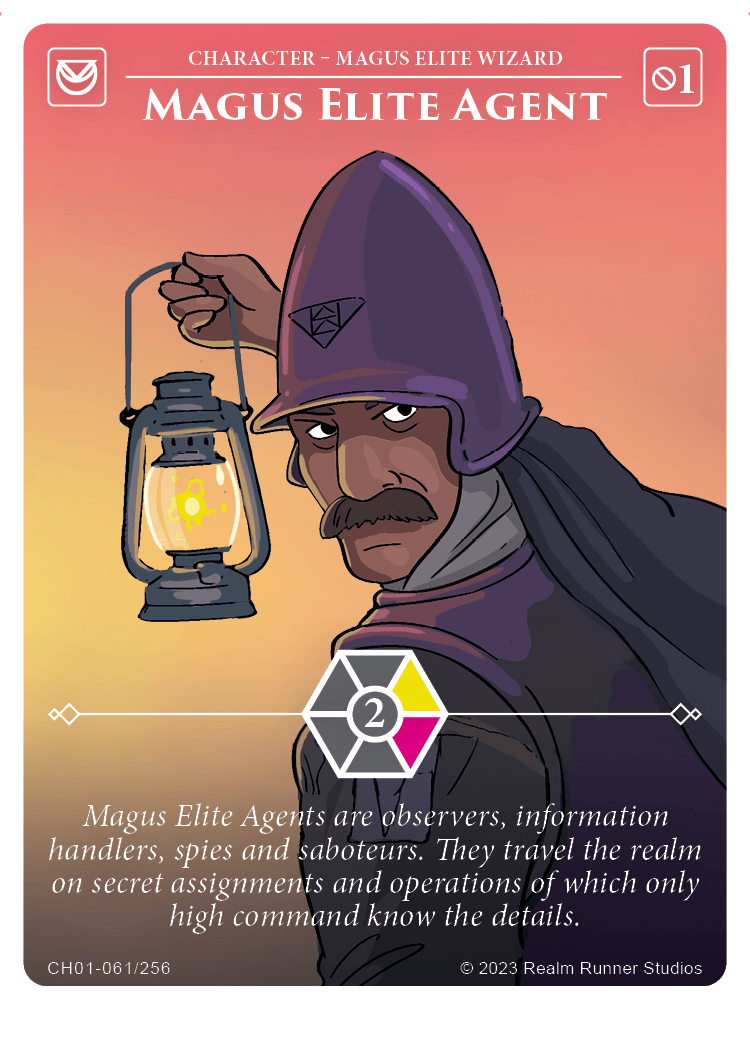 CHARACTER – MAGUS ELITE WIZARD
MAGUS ELITE AGENT
1
2
Magus Elite Agents are observers, information
handlers, spies and saboteurs. They travel the realm
on secret assignments and operations of which only
high command know the details.
CH01-061/256
© 2023 Realm Runner Studios